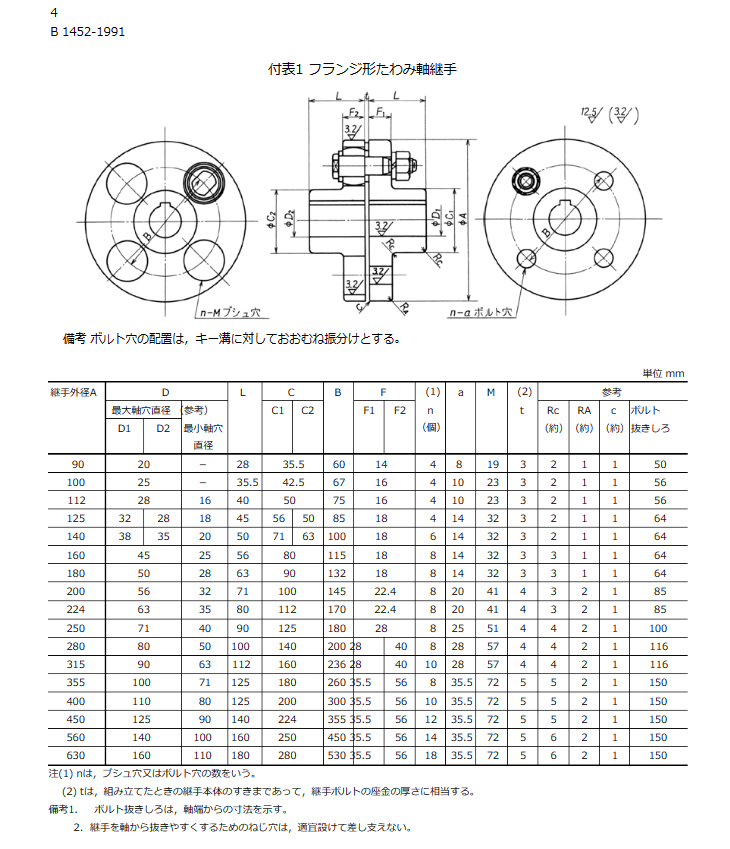 4
B 1452-1991
付表1 フランジ形たわみ軸継手
L t L
F2 F1
3.2
12.5 (3.2)
B
φC2 φD2 3.2 φD1 φC1 φA
RC RC
3.2 3.2
C RA
n-M ブシュ穴
n-a ボルト穴
備考 ボルト穴の配置は，キー溝に対しておおむね振分けとする。
単位 mm
継手外径A D L C B F (1) a M (2) 参考
最大軸穴直径 (参考) C1 C2 F1 F2 n t Rc RA c ボルト
D1 D2 最小軸穴 (個) (約) (約) (約) 抜きしろ
直径
90 20 − 28 35.5 60 14 4 8 19 3 2 1 1 50
100 25 − 35.5 42.5 67 16 4 10 23 3 2 1 1 56
112 28 16 40 50 75 16 4 10 23 3 2 1 1 56
125 32 28 18 45 56 50 85 18 4 14 32 3 2 1 1 64
140 38 35 20 50 71 63 100 18 6 14 32 3 2 1 1 64
160 45 25 56 80 115 18 8 14 32 3 3 1 1 64
180 50 28 63 90 132 18 8 14 32 3 3 1 1 64
200 56 32 71 100 145 22.4 8 20 41 4 3 2 1 85
224 63 35 80 112 170 22.4 8 20 41 4 3 2 1 85
250 71 40 90 125 180 28 8 25 51 4 4 2 1 100
280 80 50 100 140 200 28 40 8 28 57 4 4 2 1 116
315 90 63 112 160 236 28 40 10 28 57 4 4 2 1 116
355 100 71 125 180 260 35.5 56 8 35.5 72 5 5 2 1 150
400 110 80 125 200 300 35.5 56 10 35.5 72 5 5 2 1 150
450 125 90 140 224 355 35.5 56 12 35.5 72 5 5 2 1 150
560 140 100 160 250 450 35.5 56 14 35.5 72 5 6 2 1 150
630 160 110 180 280 530 35.5 56 18 35.5 72 5 6 2 1 150
注(1) nは，ブシュ穴又はボルト穴の数をいう。
(2) tは，組み立てたときの継手本体のすきまであって，継手ボルトの座金の厚さに相当する。
備考1. ボルト抜きしろは，軸端からの寸法を示す。
2. 継手を軸から抜きやすくするためのねじ穴は，適宜設けて差し支えない。